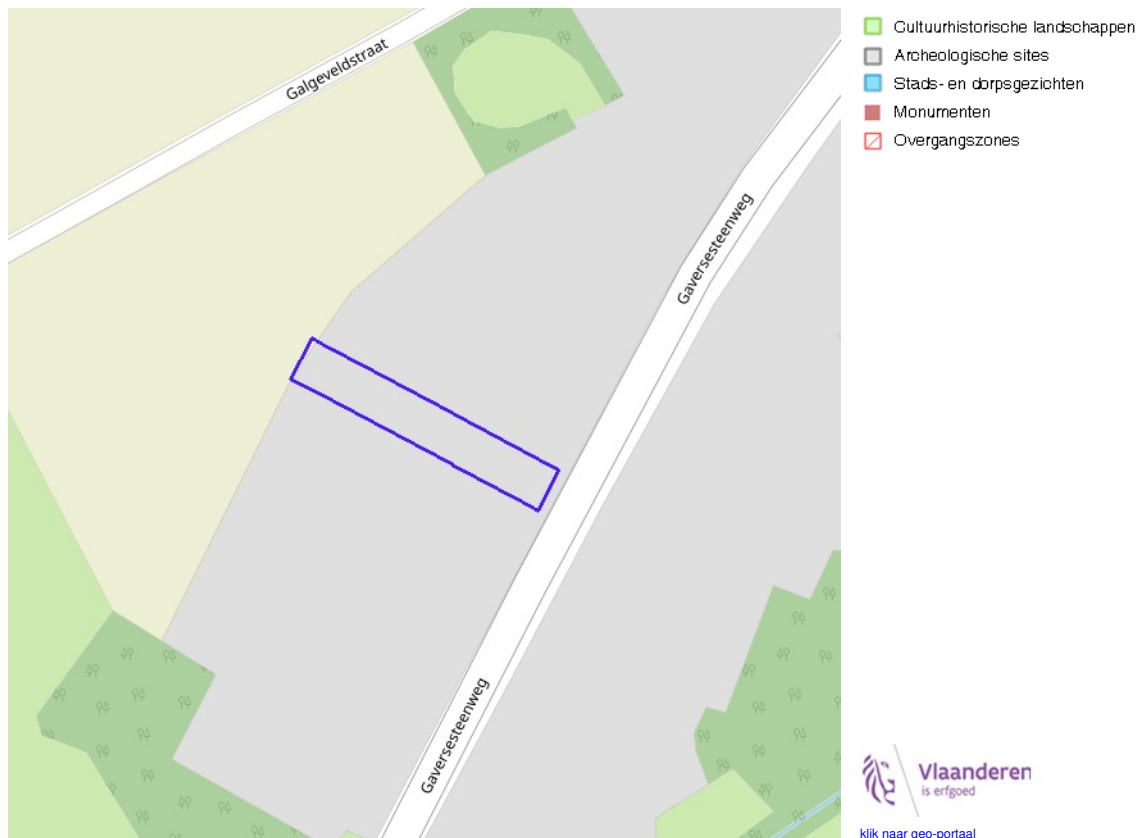 Galgeveldstraat
Gaversesteenweg
Gaversesteenweg
Cultuurhistorische landschappen
Archeologische sites
Stads- en dorpsgezichten
Monumenten
Overgangszones
Vlaanderen
is erfgoed
klik naar geo-portaal